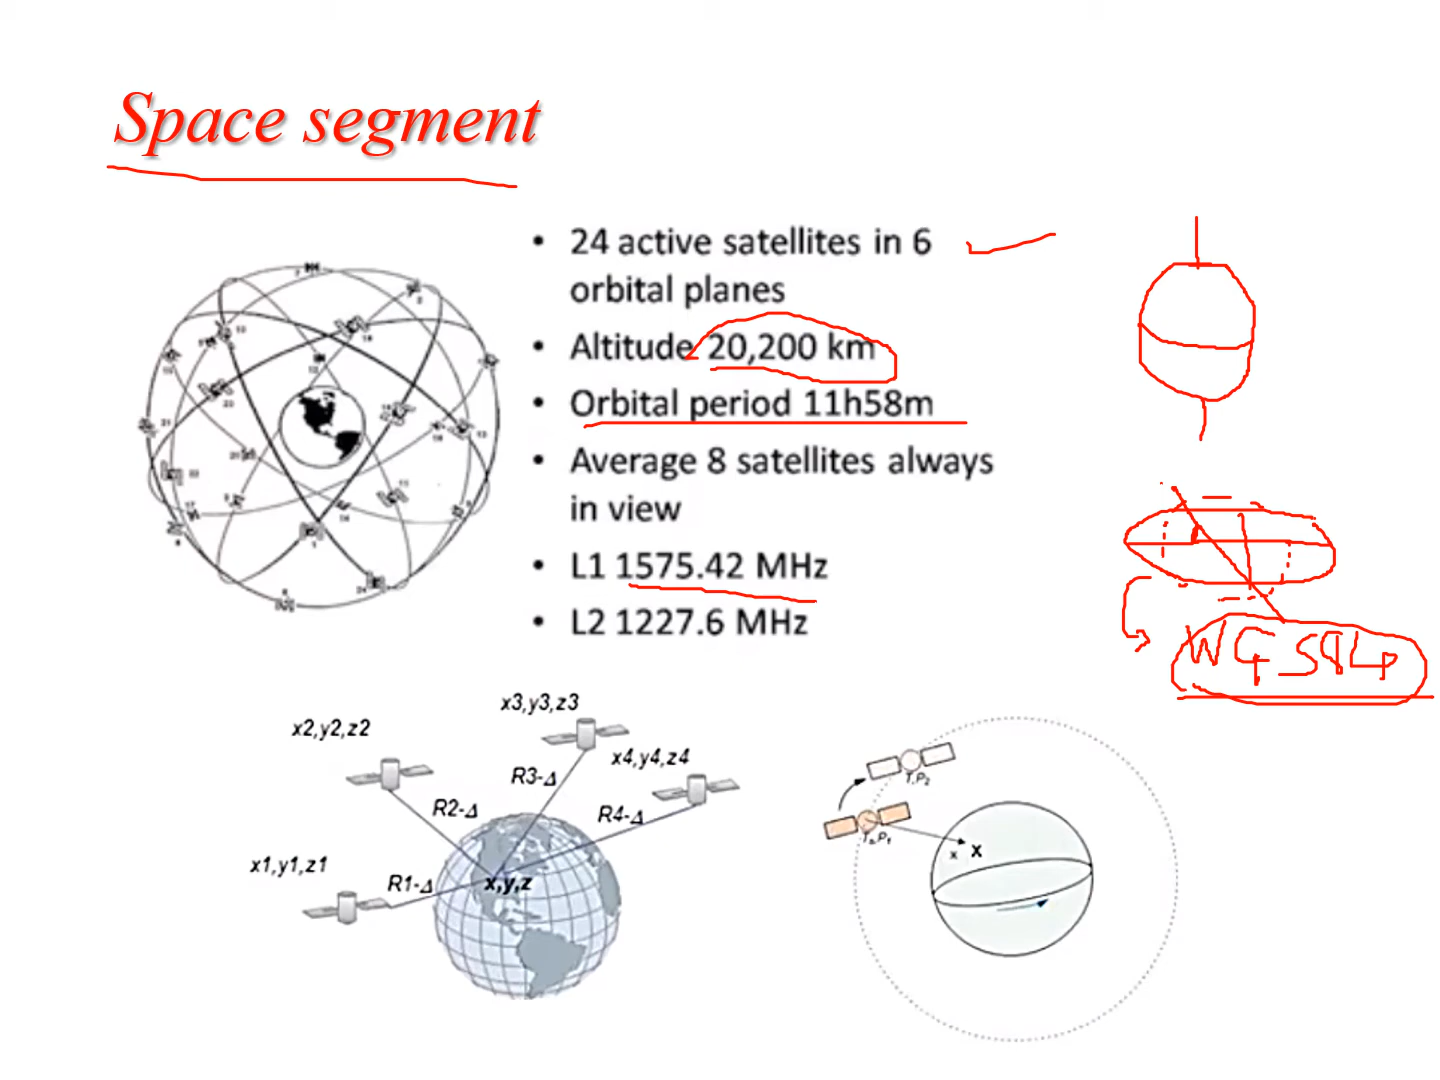 Space segment
• 24 active satellites in 6
orbital planes
• Altitude 20,200 km
• Orbital period 11h58m
• Average 8 satellites always
in view
• L1 1575.42 MHz
• L2 1227.6 MHz
WGS84
x3,y3,z3
x2,y2,z2
x4,y4,z4
R3-Δ
R2-Δ
R4-Δ
x1,y1,z1
R1-Δ
x,y,z
x X